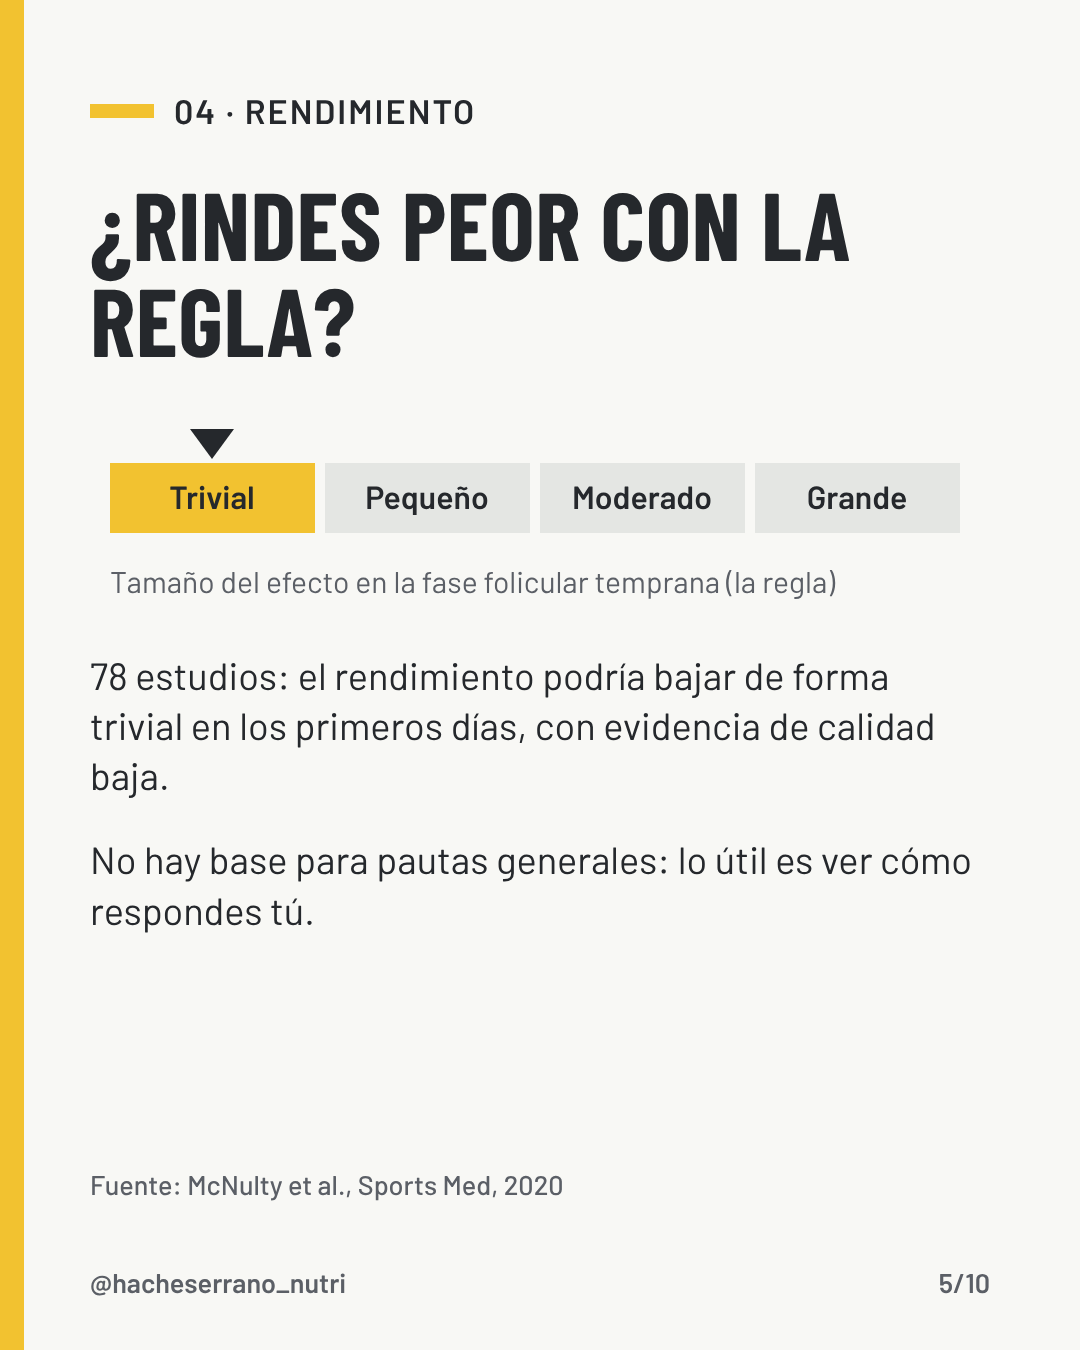 04 · RENDIMIENTO
¿RINDES PEOR CON LA
REGLA?
Trivial
Pequeño
Moderado
Grande
Tamaño del efecto en la fase folicular temprana (la regla)
78 estudios: el rendimiento podría bajar de forma
trivial en los primeros días, con evidencia de calidad
baja.
No hay base para pautas generales: lo útil es ver cómo
respondes tú.
Fuente: McNulty et al., Sports Med, 2020
@hacheserrano_nutri
5/10